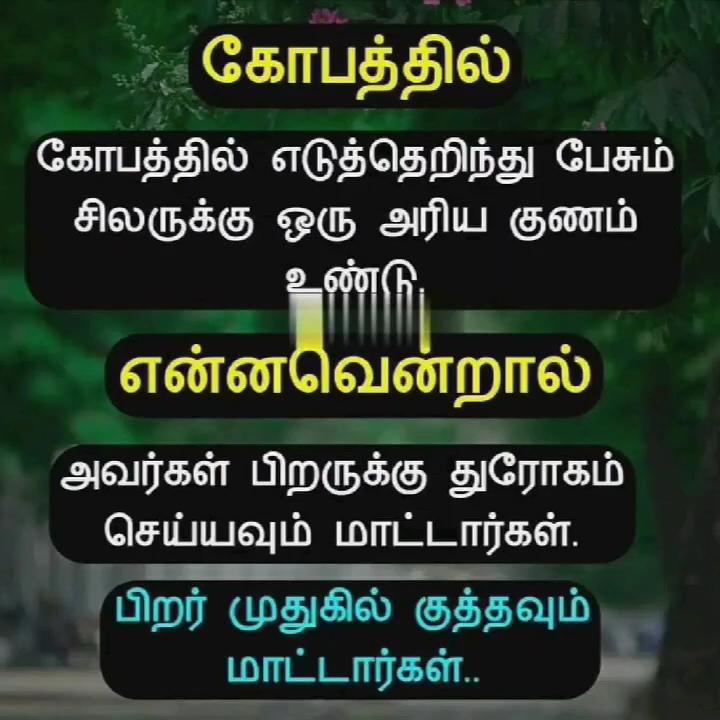 கோபத்தில்
கோபத்தில் எடுத்தெறிந்து பேசும்
சிலருக்கு ஒரு அரிய குணம்
உண்டு.
என்னவென்றால்
அவர்கள் பிறருக்கு துரோகம்
செய்யவும் மாட்டார்கள்.
பிறர் முதுகில் குத்தவும்
மாட்டார்கள்..